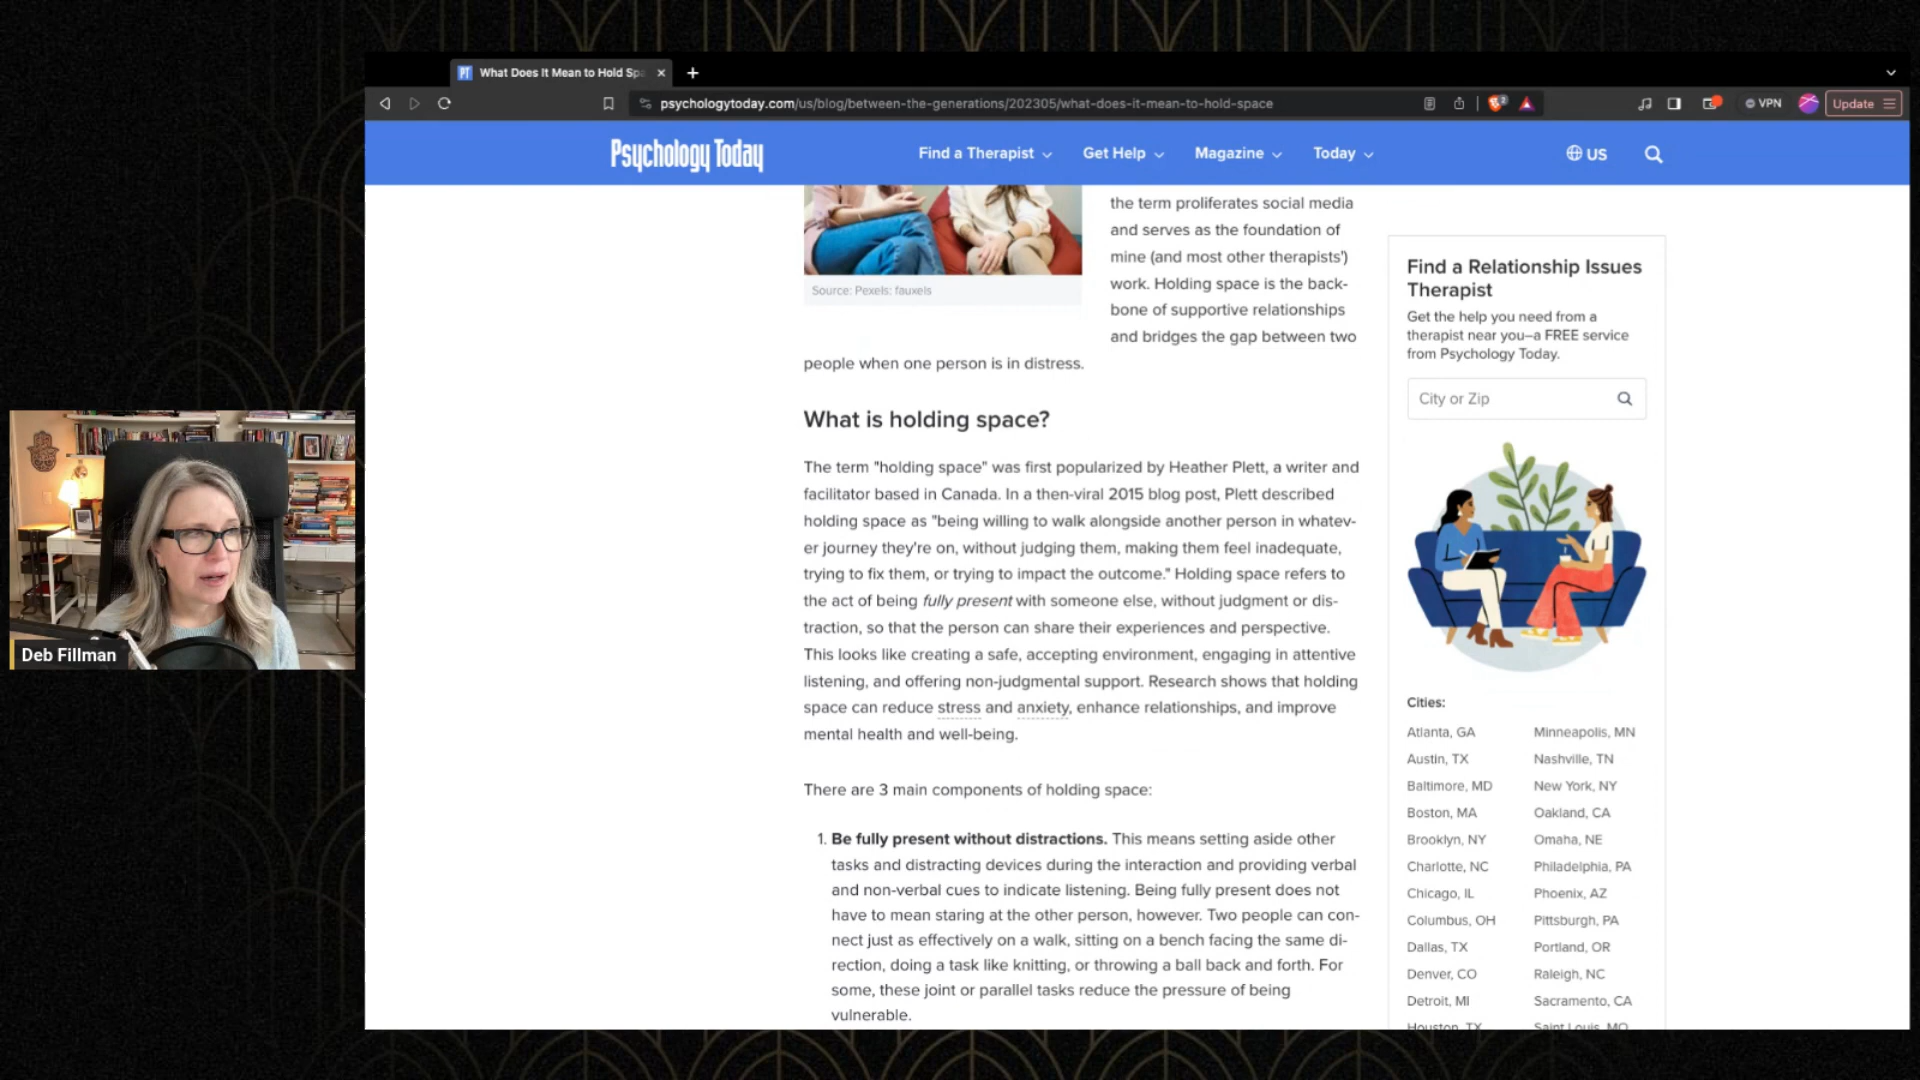 What Does It Mean to Hold Spa
psychologytoday.com/us/blog/between-the-generations/202305/what-does-it-mean-to-hold-space
2
VPN
Update
Psychology Today
Find a Therapist
Get Help
Magazine
Today
US
the term proliferates social media
and serves as the foundation of
mine (and most other therapists')
work. Holding space is the back-
bone of supportive relationships
and bridges the gap between two
Source: Pexels: fauxels
people when one person is in distress.
What is holding space?
The term "holding space" was first popularized by Heather Plett, a writer and
facilitator based in Canada. In a then-viral 2015 blog post, Plett described
holding space as "being willing to walk alongside another person in whatev-
er journey they're on, without judging them, making them feel inadequate,
trying to fix them, or trying to impact the outcome." Holding space refers to
the act of being fully present with someone else, without judgment or dis-
traction, so that the person can share their experiences and perspective.
This looks like creating a safe, accepting environment, engaging in attentive
listening, and offering non-judgmental support. Research shows that holding
space can reduce stress and anxiety, enhance relationships, and improve
mental health and well-being.
There are 3 main components of holding space:
1. Be fully present without distractions. This means setting aside other
tasks and distracting devices during the interaction and providing verbal
and non-verbal cues to indicate listening. Being fully present does not
have to mean staring at the other person, however. Two people can con-
nect just as effectively on a walk, sitting on a bench facing the same di-
rection, doing a task like knitting, or throwing a ball back and forth. For
some, these joint or parallel tasks reduce the pressure of being
vulnerable.
Find a Relationship Issues
Therapist
Get the help you need from a
therapist near you–a FREE service
from Psychology Today.
City or Zip
Cities:
Atlanta, GA
Austin, TX
Baltimore, MD
Boston, MA
Brooklyn, NY
Charlotte, NC
Chicago, IL
Columbus, OH
Dallas, TX
Denver, CO
Detroit, MI
Houston, TX
Minneapolis, MN
Nashville, TN
New York, NY
Oakland, CA
Omaha, NE
Philadelphia, PA
Phoenix, AZ
Pittsburgh, PA
Portland, OR
Raleigh, NC
Sacramento, CA
Saint Louis, MO
Deb Fillman